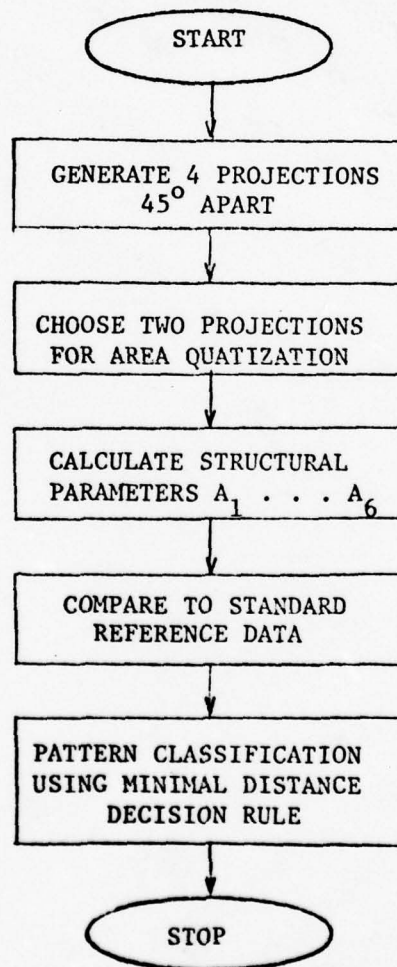 START
GENERATE 4 PROJECTIONS
45° APART
CHOOSE TWO PROJECTIONS
FOR AREA QUATIZATION
CALCULATE STRUCTURAL
PARAMETERS A₁ . . . A₆
COMPARE TO STANDARD
REFERENCE DATA
PATTERN CLASSIFICATION
USING MINIMAL DISTANCE
DECISION RULE
STOP